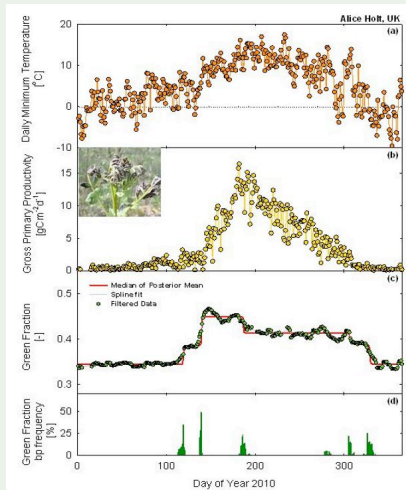 Alice Holt, UK
(a)
Daily Minimum Temperature
[°C]
20
10
0
-10
(b)
Gross Primary Productivity
[gCm-2d-1]
15
10
5
0
(c)
Median of Posterior Mean
Spline fit
Filtered Data
Green Fraction
[-]
0.5
0.4
0.3
(d)
Green Fraction
bp frequency
[%]
50
25
0
0
100
200
300
Day of Year 2010